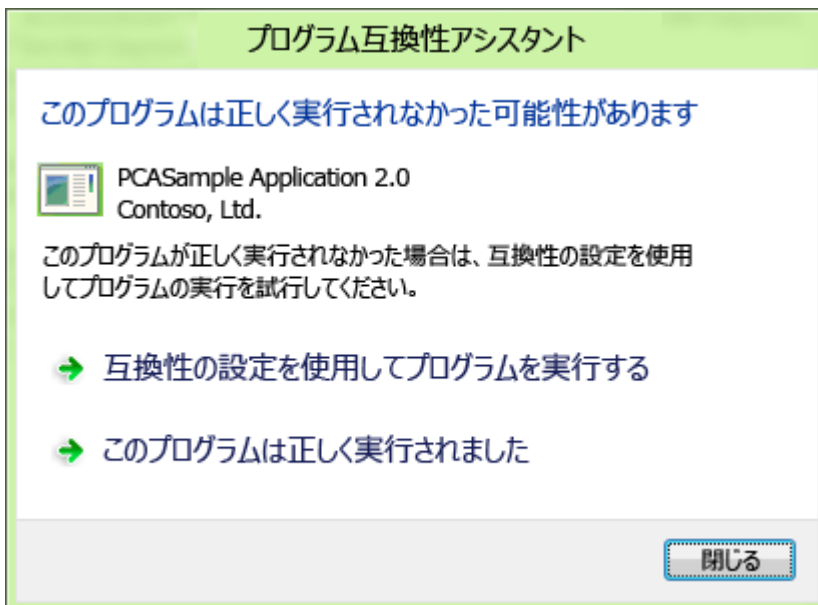 プログラム互換性アシスタント
このプログラムは正しく実行されなかった可能性があります
PCASample Application 2.0
Contoso, Ltd.
このプログラムが正しく実行されなかった場合は、互換性の設定を使用
してプログラムの実行を試行してください。
互換性の設定を使用してプログラムを実行する
このプログラムは正しく実行されました
閉じる